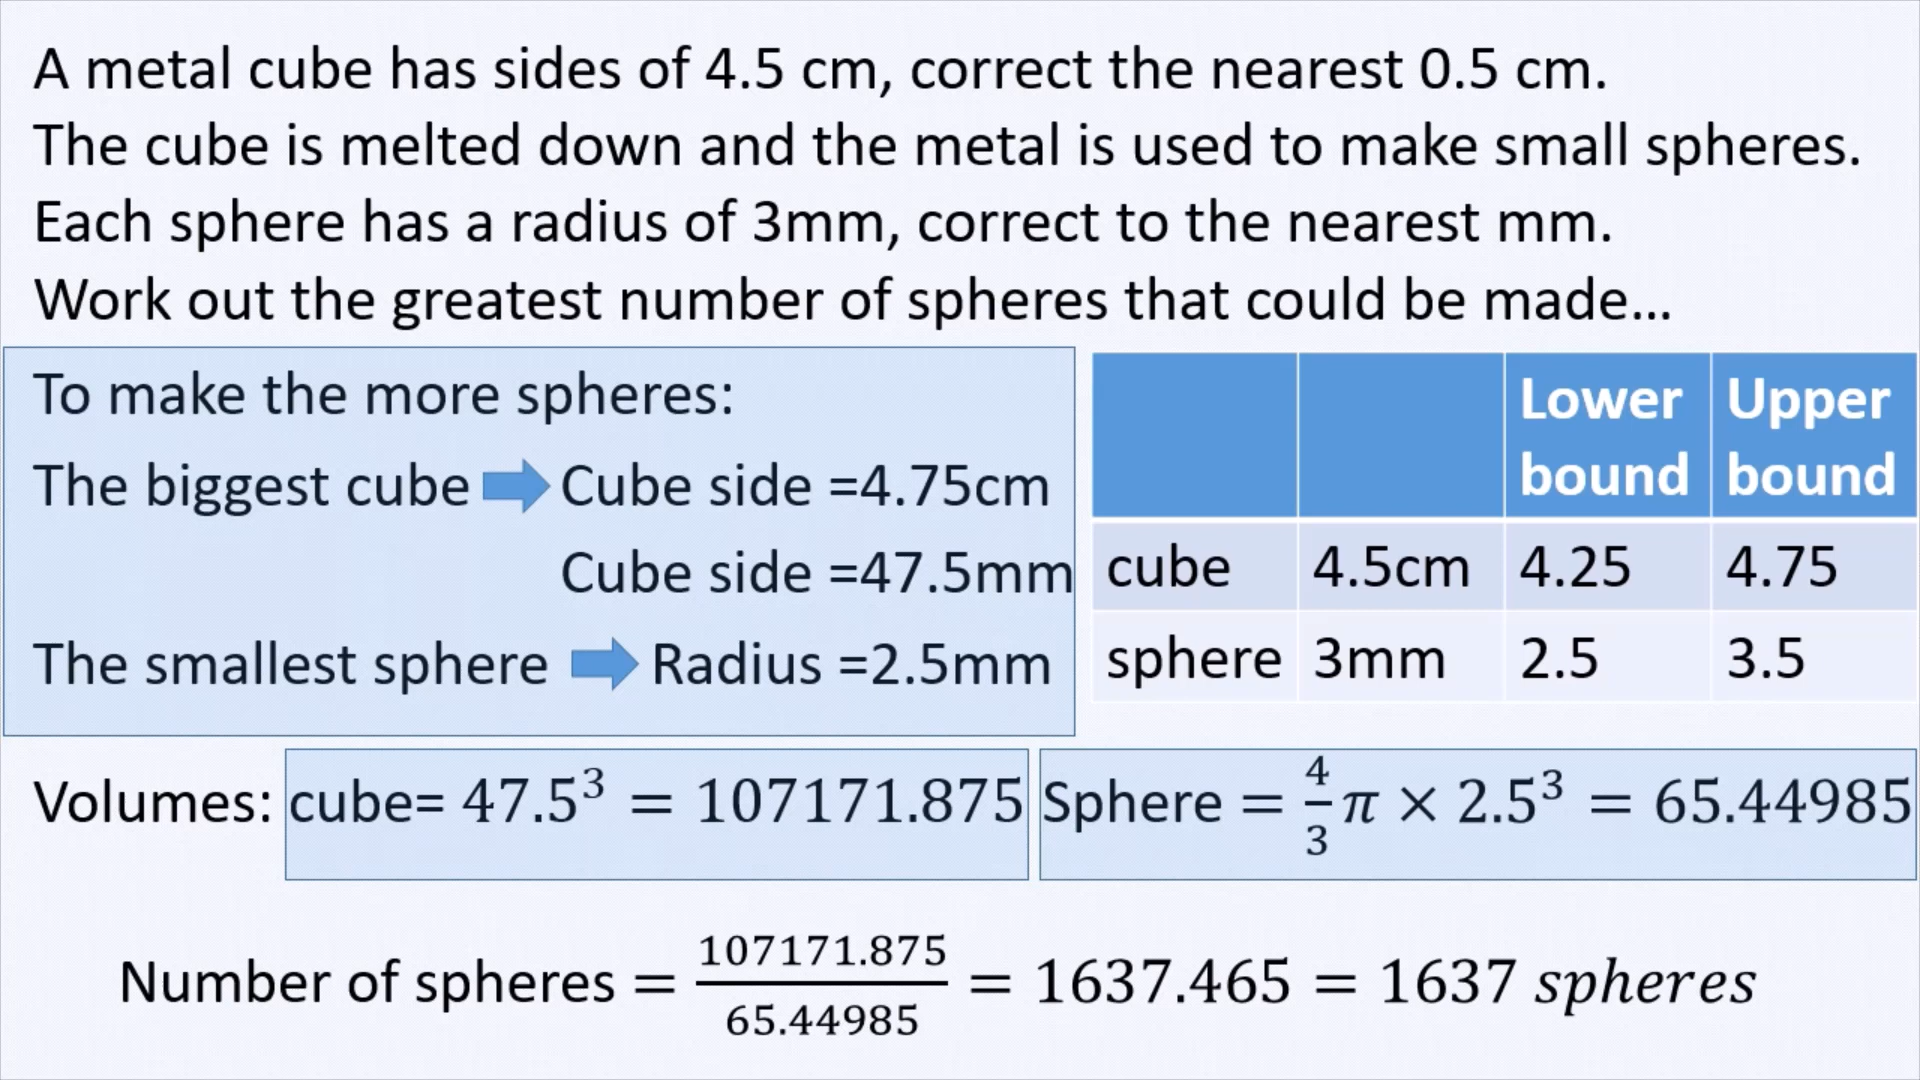 A metal cube has sides of 4.5 cm, correct the nearest 0.5 cm.
The cube is melted down and the metal is used to make small spheres.
Each sphere has a radius of 3mm, correct to the nearest mm.
Work out the greatest number of spheres that could be made...
To make the more spheres:
The biggest cube Cube side =4.75cm
Cube side =47.5mm
The smallest sphere Radius =2.5mm
Lower bound Upper bound
cube 4.5cm 4.25 4.75
sphere 3mm 2.5 3.5
Volumes: cube= 47.5³ = 107171.875 Sphere = 4/3 π × 2.5³ = 65.44985
Number of spheres = 107171.875/65.44985 = 1637.465 = 1637 spheres